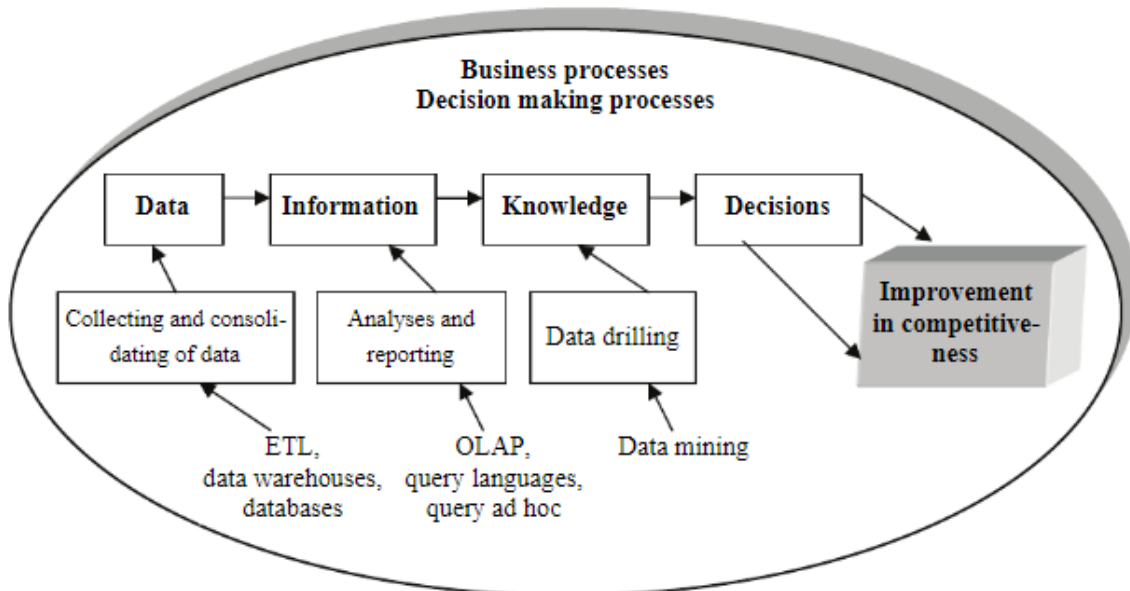 Business processes
Decision making processes
Data
Information
Knowledge
Decisions
Improvement
in competitive-
ness
Collecting and consoli-
dating of data
Analyses and
reporting
Data drilling
ETL,
data warehouses,
databases
OLAP,
query languages,
query ad hoc
Data mining